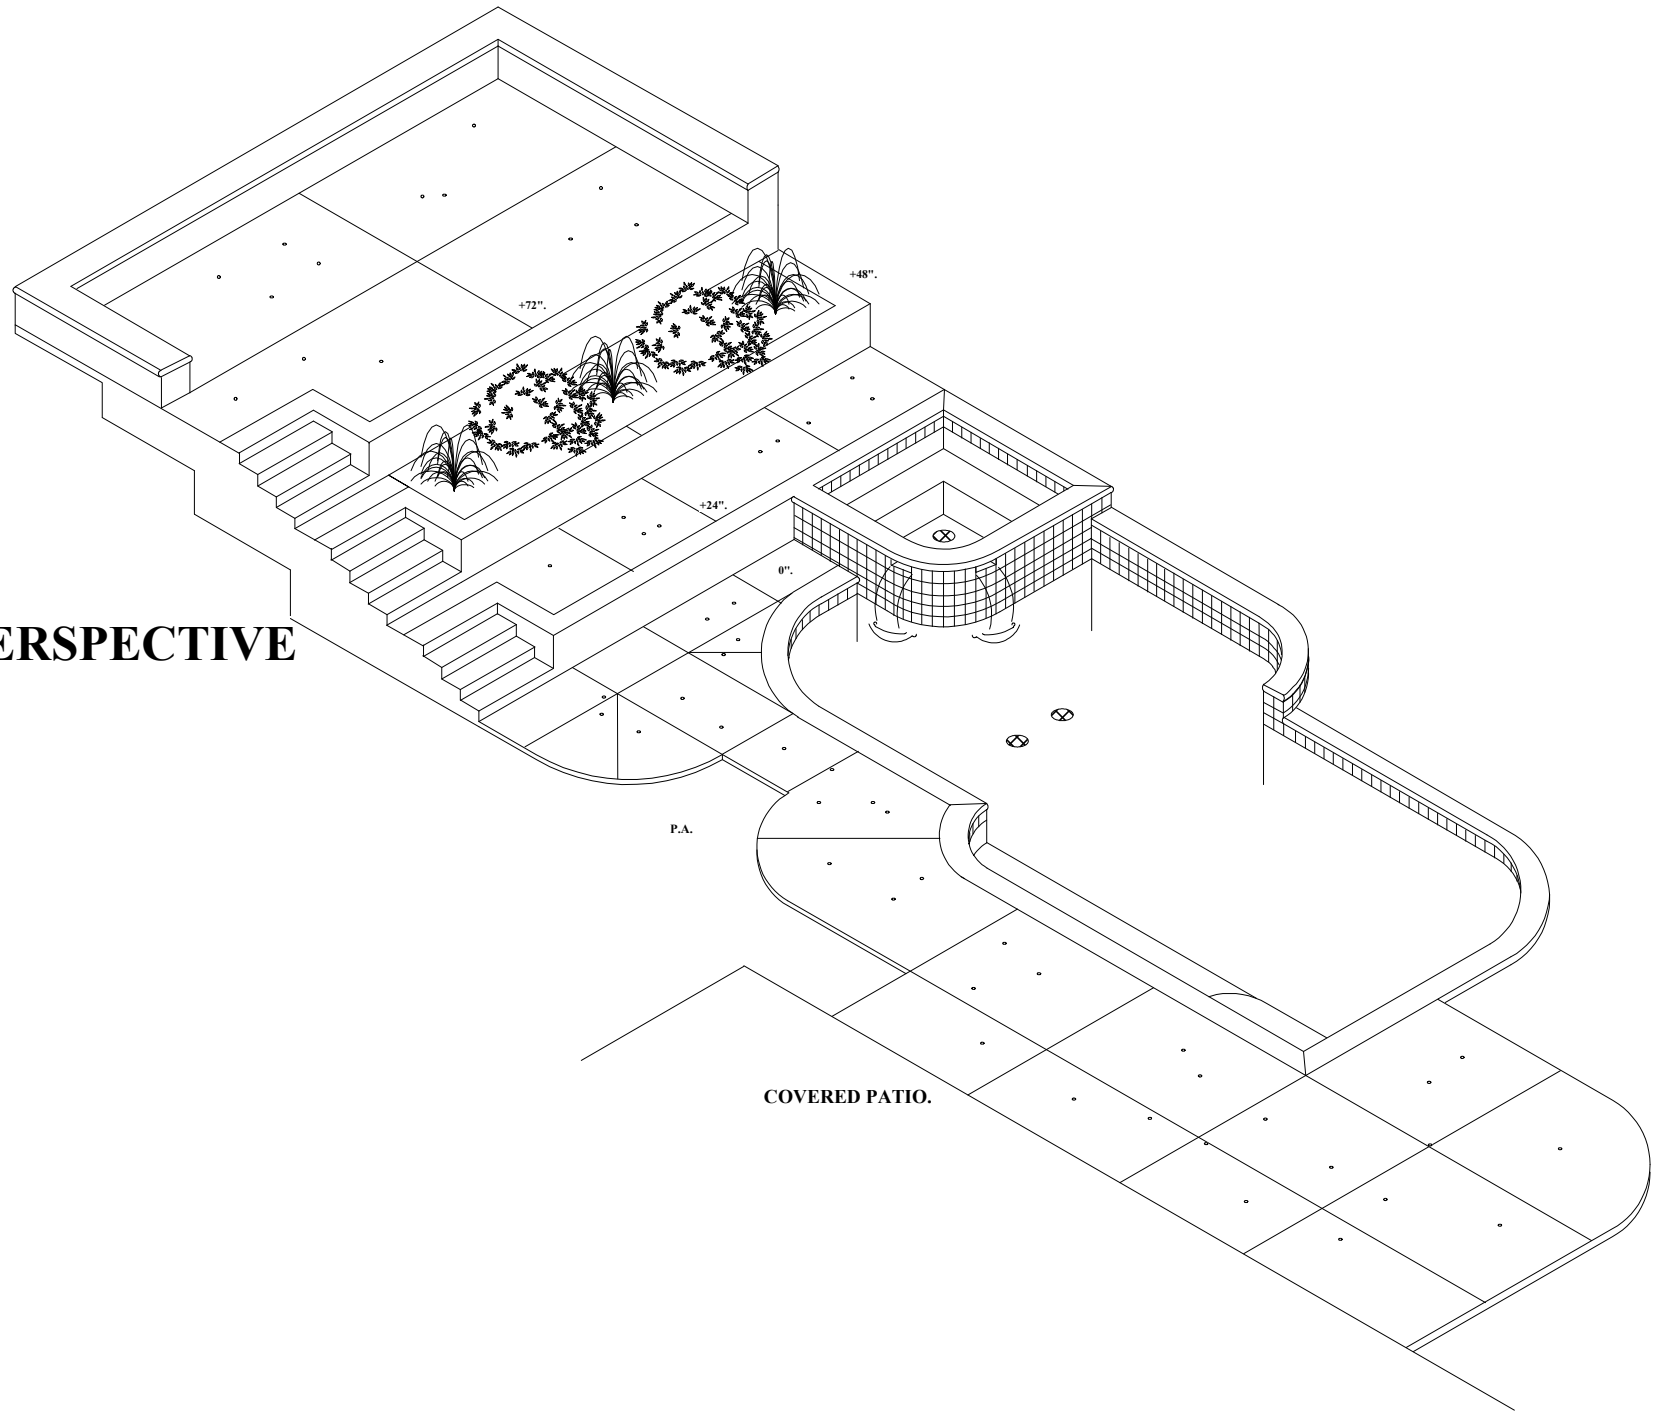 +48".
+72".
+24".
0".
ERSPECTIVE
P.A.
COVERED PATIO.